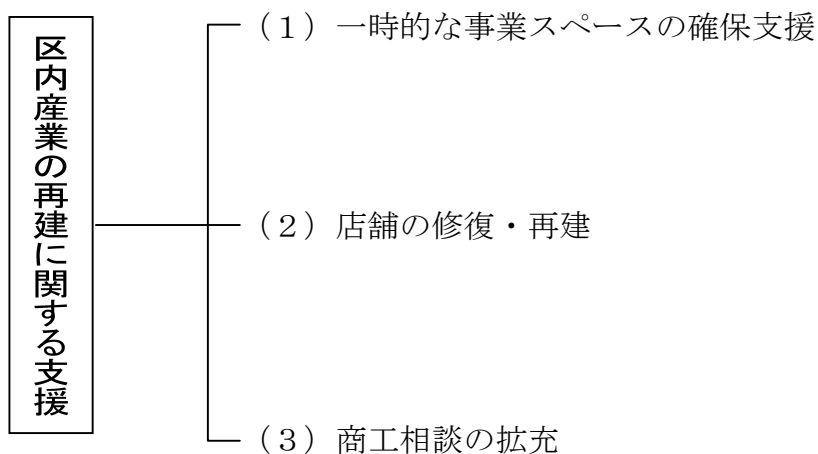 区内産業の再建に関する支援
（１）一時的な事業スペースの確保支援
（２）店舗の修復・再建
（３）商工相談の拡充